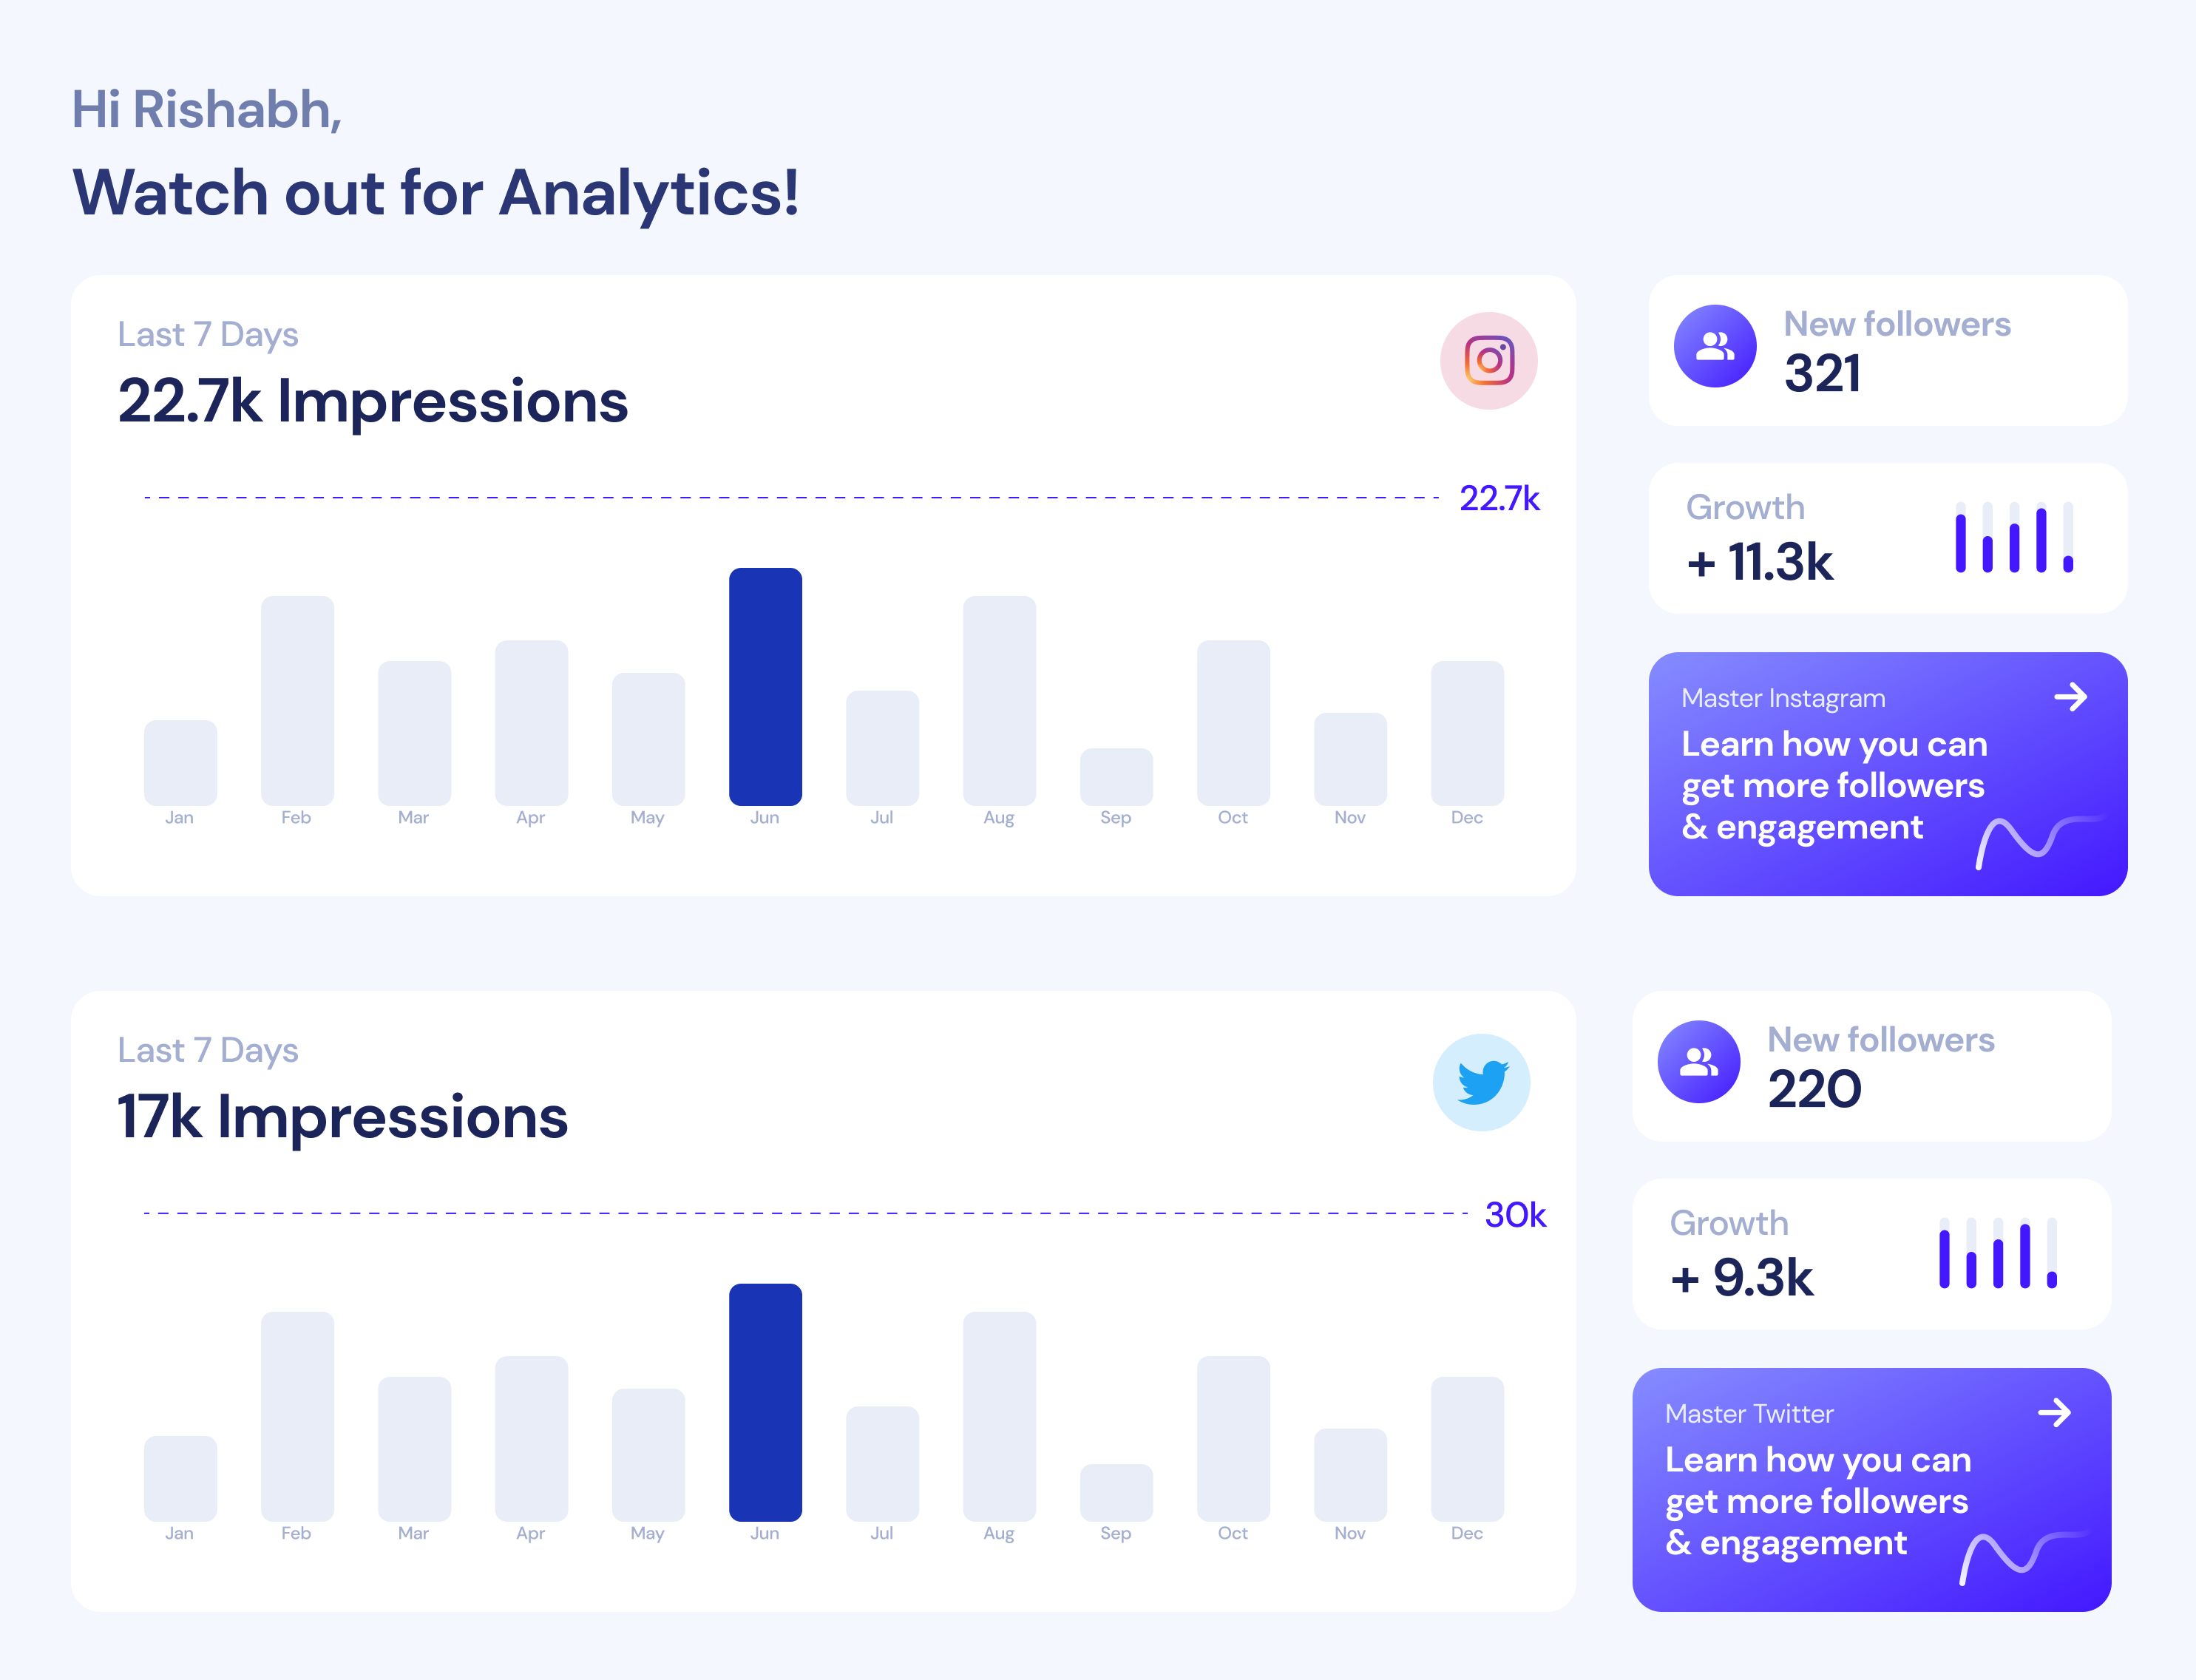 Hi Rishabh,
Watch out for Analytics!
Last 7 Days
22.7k Impressions
22.7k
Jan Feb Mar Apr May Jun Jul Aug Sep Oct Nov Dec
New followers
321
Growth
+ 11.3k
Master Instagram
Learn how you can
get more followers
& engagement
Last 7 Days
17k Impressions
30k
Jan Feb Mar Apr May Jun Jul Aug Sep Oct Nov Dec
New followers
220
Growth
+ 9.3k
Master Twitter
Learn how you can
get more followers
& engagement